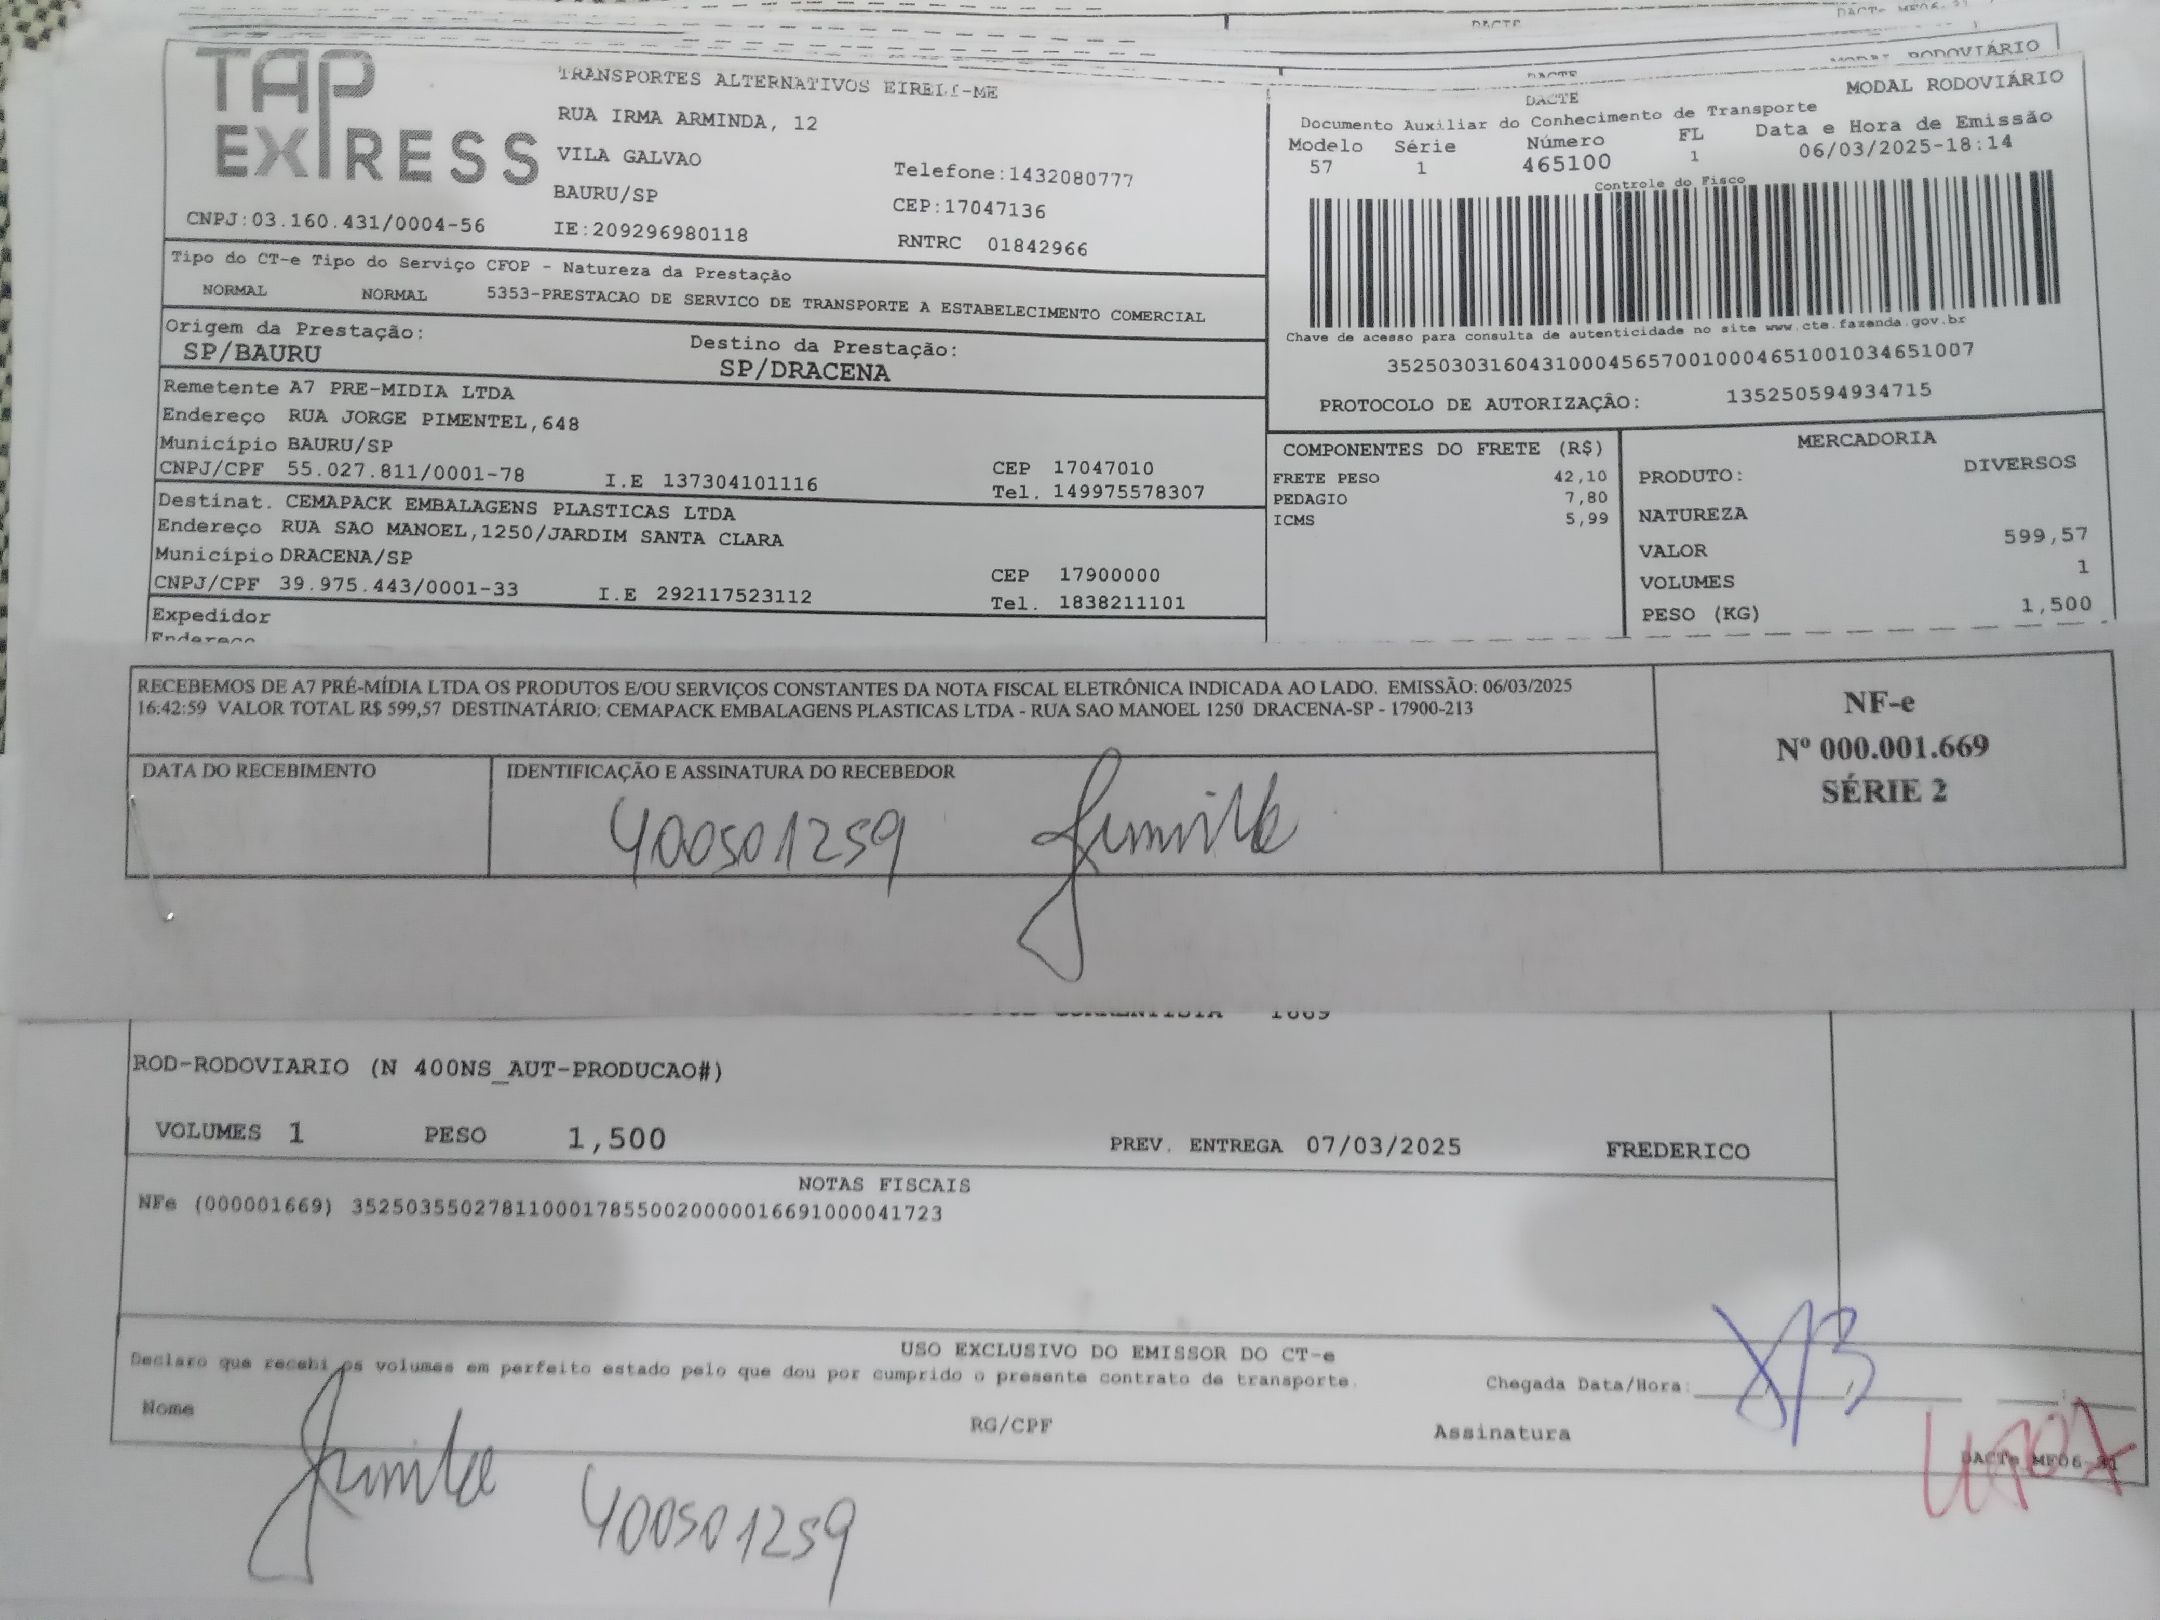 DACTE
TAP
EXPRESS
TRANSPORTES ALTERNATIVOS EIRELI-ME
RUA IRMA ARMINDA, 12
VILA GALVAO
Telefone:1432080777
BAURU/SP
CEP:17047136
CNPJ:03.160.431/0004-56
IE:209296980118
RNTRC 01842966
MODAL RODOVIÁRIO
MODAL RODOVIÁRIO
DACTE
DACTE
Documento Auxiliar do Conhecimento de Transporte
Modelo Série Número FL Data e Hora de Emissão
57 1 465100 1 06/03/2025-18:14
Controle do Fisco
Chave de acesso para consulta de autenticidade no site www.cte.fazenda.gov.br
35250303160431000456570010004651001034651007
PROTOCOLO DE AUTORIZAÇÃO: 135250594934715
Tipo do CT-e Tipo do Serviço CFOP - Natureza da Prestação
NORMAL NORMAL 5353-PRESTACAO DE SERVICO DE TRANSPORTE A ESTABELECIMENTO COMERCIAL
Origem da Prestação: Destino da Prestação:
SP/BAURU SP/DRACENA
Remetente A7 PRE-MIDIA LTDA
Endereço RUA JORGE PIMENTEL,648
Município BAURU/SP
CNPJ/CPF 55.027.811/0001-78 I.E 137304101116
CEP 17047010
Tel. 149975578307
Destinat. CEMAPACK EMBALAGENS PLASTICAS LTDA
Endereço RUA SAO MANOEL,1250/JARDIM SANTA CLARA
Município DRACENA/SP
CNPJ/CPF 39.975.443/0001-33 I.E 292117523112
CEP 17900000
Tel. 1838211101
Expedidor
Endereço
COMPONENTES DO FRETE (R$)
FRETE PESO 42,10
PEDAGIO 7,80
ICMS 5,99
MERCADORIA
PRODUTO: DIVERSOS
NATUREZA
VALOR 599,57
VOLUMES 1
PESO (KG) 1,500
RECEBEMOS DE A7 PRÉ-MÍDIA LTDA OS PRODUTOS E/OU SERVIÇOS CONSTANTES DA NOTA FISCAL ELETRÔNICA INDICADA AO LADO. EMISSÃO: 06/03/2025
16:42:59 VALOR TOTAL R$ 599,57 DESTINATÁRIO: CEMAPACK EMBALAGENS PLASTICAS LTDA - RUA SAO MANOEL 1250 DRACENA-SP - 17900-213
DATA DO RECEBIMENTO
IDENTIFICAÇÃO E ASSINATURA DO RECEBEDOR
400501259
NF-e
Nº 000.001.669
SÉRIE 2
CORRENTISTA 1669
ROD-RODOVIARIO (N 400NS_AUT-PRODUCAO#)
VOLUMES 1 PESO 1,500 PREV. ENTREGA 07/03/2025 FREDERICO
NOTAS FISCAIS
NFe (000001669) 35250355027811000178550020000016691000041723
USO EXCLUSIVO DO EMISSOR DO CT-e
Declaro que recebi os volumes em perfeito estado pelo que dou por cumprido o presente contrato de transporte.
Chegada Data/Hora:
Nome RG/CPF Assinatura
DACTe MF06-
400501259